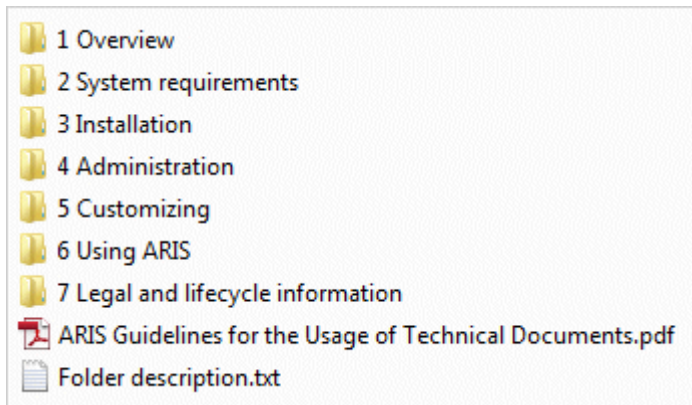 1 Overview
2 System requirements
3 Installation
4 Administration
5 Customizing
6 Using ARIS
7 Legal and lifecycle information
ARIS Guidelines for the Usage of Technical Documents.pdf
Folder description.txt